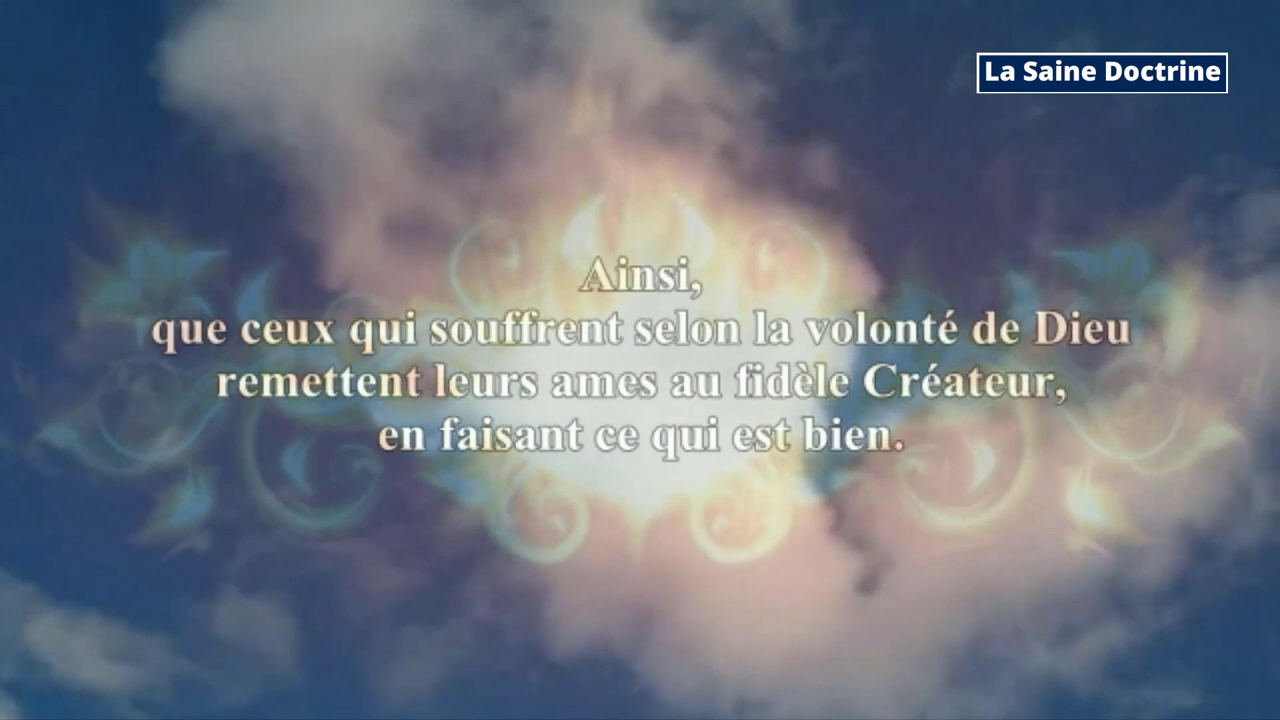 La Saine Doctrine
Ainsi,
que ceux qui souffrent selon la volonté de Dieu
remettent leurs ames au fidèle Créateur,
en faisant ce qui est bien.